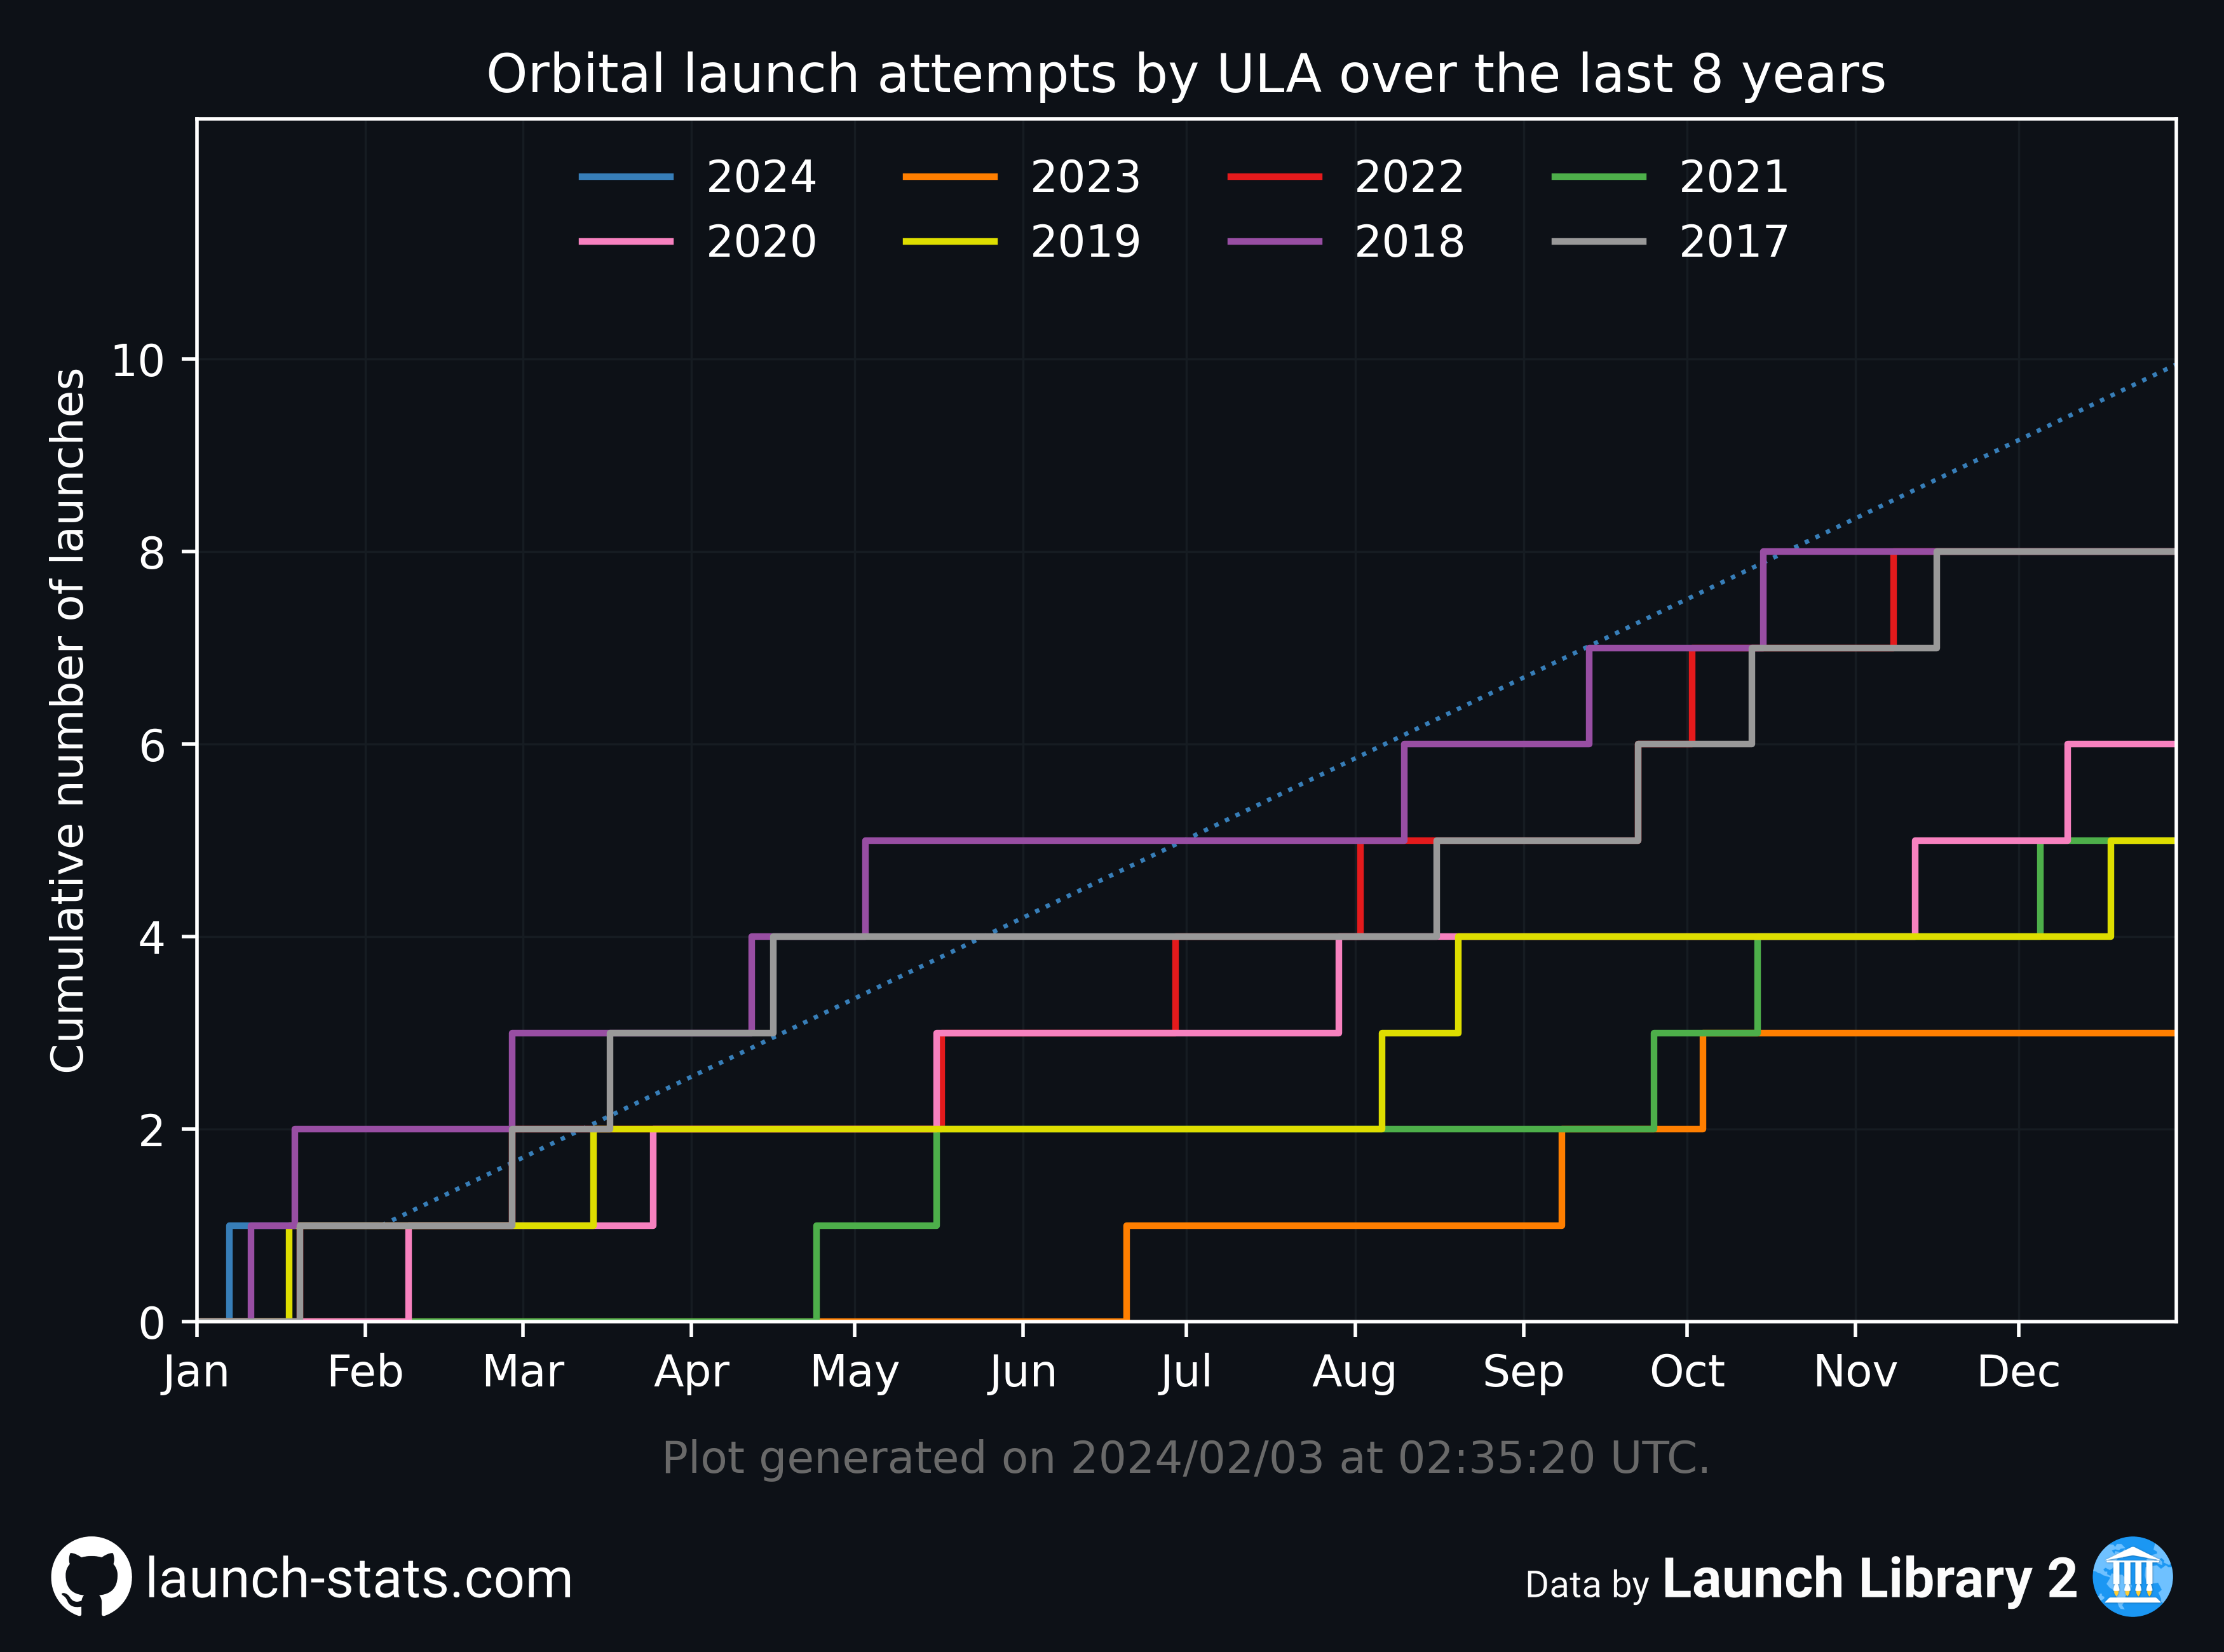 Orbital launch attempts by ULA over the last 8 years
2024 2023 2022 2021
2020 2019 2018 2017
Cumulative number of launches
10
8
6
4
2
0
Jan Feb Mar Apr May Jun Jul Aug Sep Oct Nov Dec
Plot generated on 2024/02/03 at 02:35:20 UTC.
launch-stats.com
Data by Launch Library 2